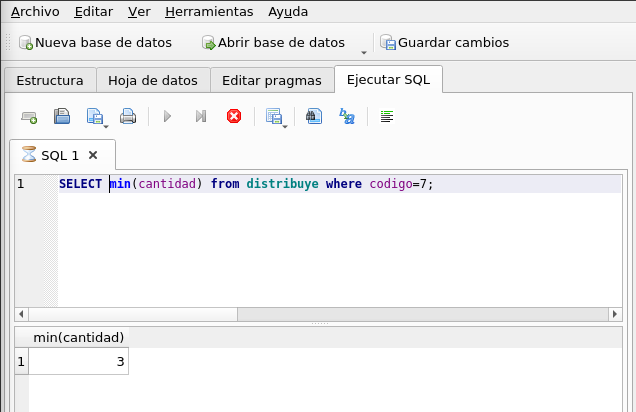 Archivo Editar Ver Herramientas Ayuda
Nueva base de datos Abrir base de datos Guardar cambios
Estructura Hoja de datos Editar pragmas Ejecutar SQL
SQL 1
1 SELECT min(cantidad) from distribuye where codigo=7;
min(cantidad)
1 3